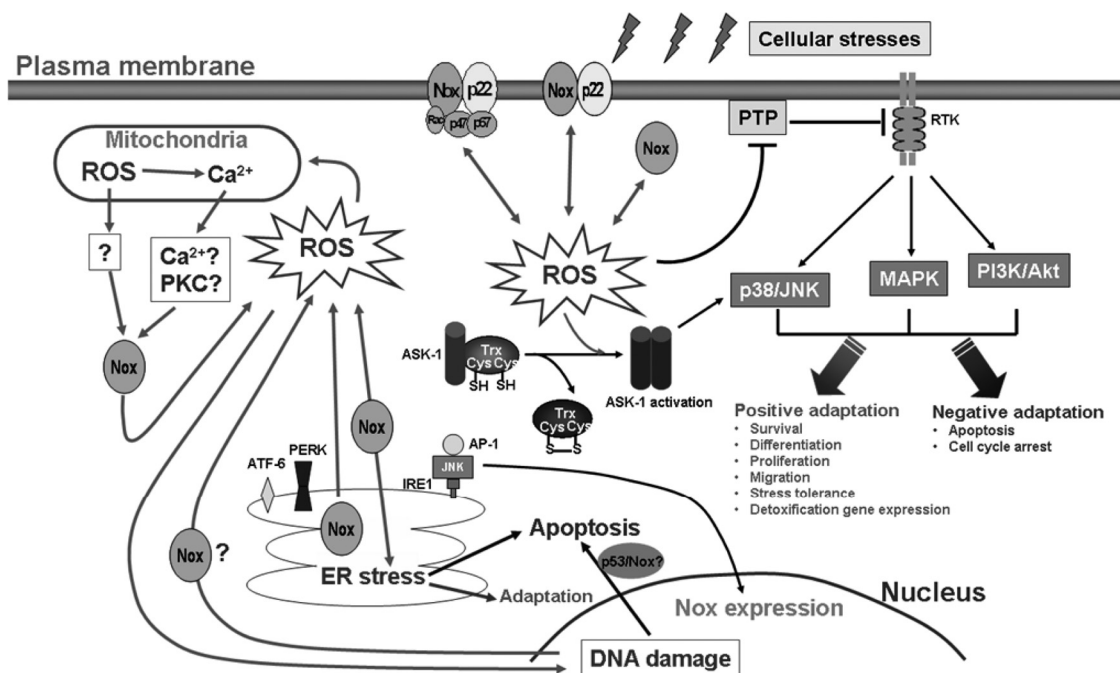 Cellular stresses
Plasma membrane
Nox p22
Rac p47 p67
Nox p22
PTP
RTK
Nox
Mitochondria
ROS
Ca2+
?
Ca2+?
PKC?
ROS
ROS
p38/JNK
MAPK
PI3K/Akt
Nox
ASK-1
Trx
Cys Cys
SH SH
ASK-1 activation
Trx
Cys Cys
S S
Positive adaptation
• Survival
• Differentiation
• Proliferation
• Migration
• Stress tolerance
• Detoxification gene expression
Negative adaptation
• Apoptosis
• Cell cycle arrest
Nox
ATF-6
PERK
AP-1
JNK
IRE1
Nox
Nox ?
ER stress
Apoptosis
Adaptation
p53/Nox?
Nox expression
Nucleus
DNA damage